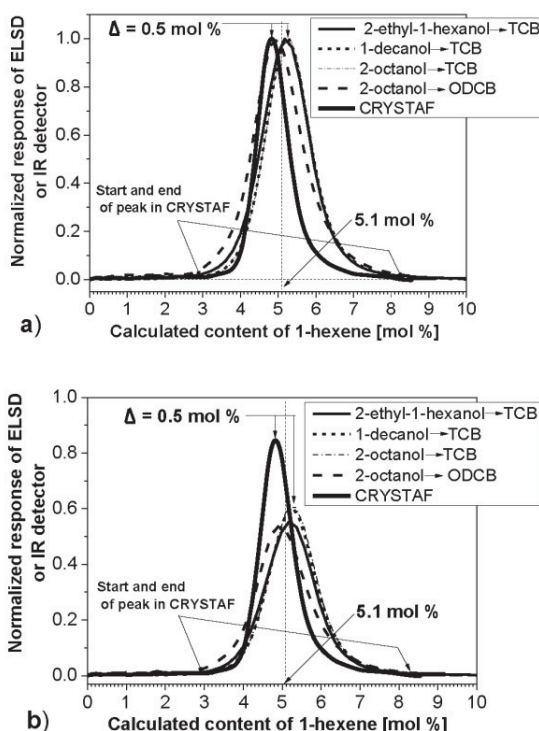 Δ = 0.5 mol %
2-ethyl-1-hexanol→TCB
1-decanol→TCB
2-octanol→TCB
2-octanol→ODCB
CRYSTAF
Normalized response of ELSD
or IR detector
1.0
0.8
0.6
0.4
0.2
0.0
Start and end
of peak in CRYSTAF
5.1 mol %
0 1 2 3 4 5 6 7 8 9 10
a) Calculated content of 1-hexene [mol %]
Δ = 0.5 mol %
2-ethyl-1-hexanol→TCB
1-decanol→TCB
2-octanol→TCB
2-octanol→ODCB
CRYSTAF
Normalized response of ELSD
or IR detector
1.0
0.8
0.6
0.4
0.2
0.0
Start and end
of peak in CRYSTAF
5.1 mol %
0 1 2 3 4 5 6 7 8 9 10
b) Calculated content of 1-hexene [mol %]